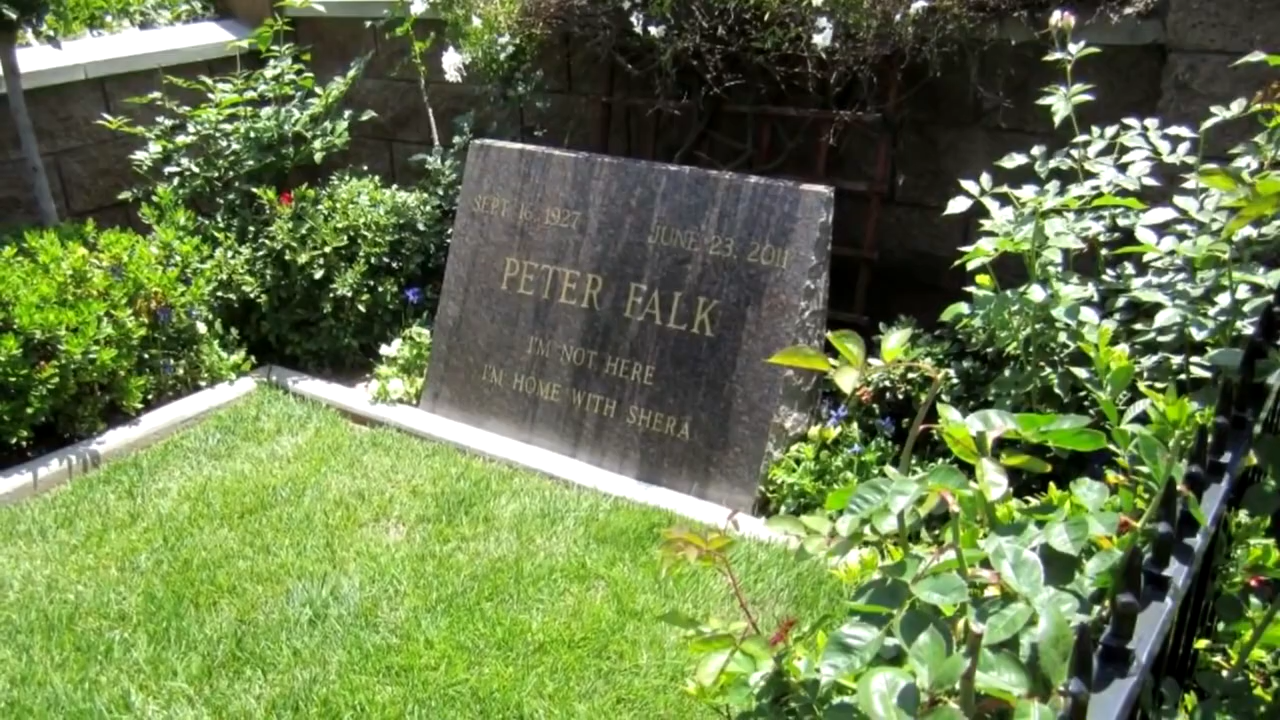 SEPT. 16, 1927
JUNE 23, 2011
PETER FALK
I'M NOT HERE
I'M HOME WITH SHERA